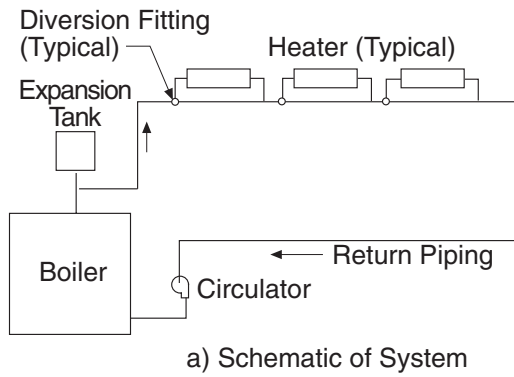 Diversion Fitting
(Typical)
Heater (Typical)
Expansion
Tank
Boiler
Return Piping
Circulator
a) Schematic of System